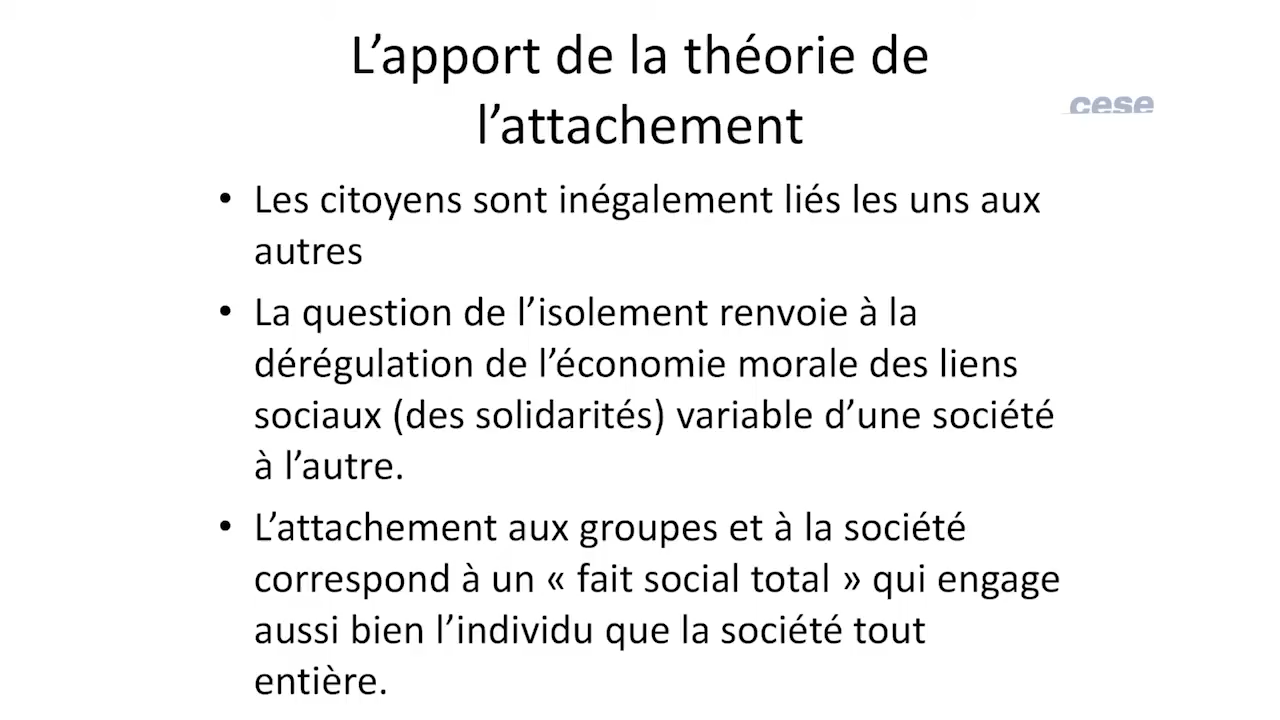 L’apport de la théorie de
l’attachement
cese
• Les citoyens sont inégalement liés les uns aux
autres
• La question de l’isolement renvoie à la
dérégulation de l’économie morale des liens
sociaux (des solidarités) variable d’une société
à l’autre.
• L’attachement aux groupes et à la société
correspond à un « fait social total » qui engage
aussi bien l’individu que la société tout
entière.